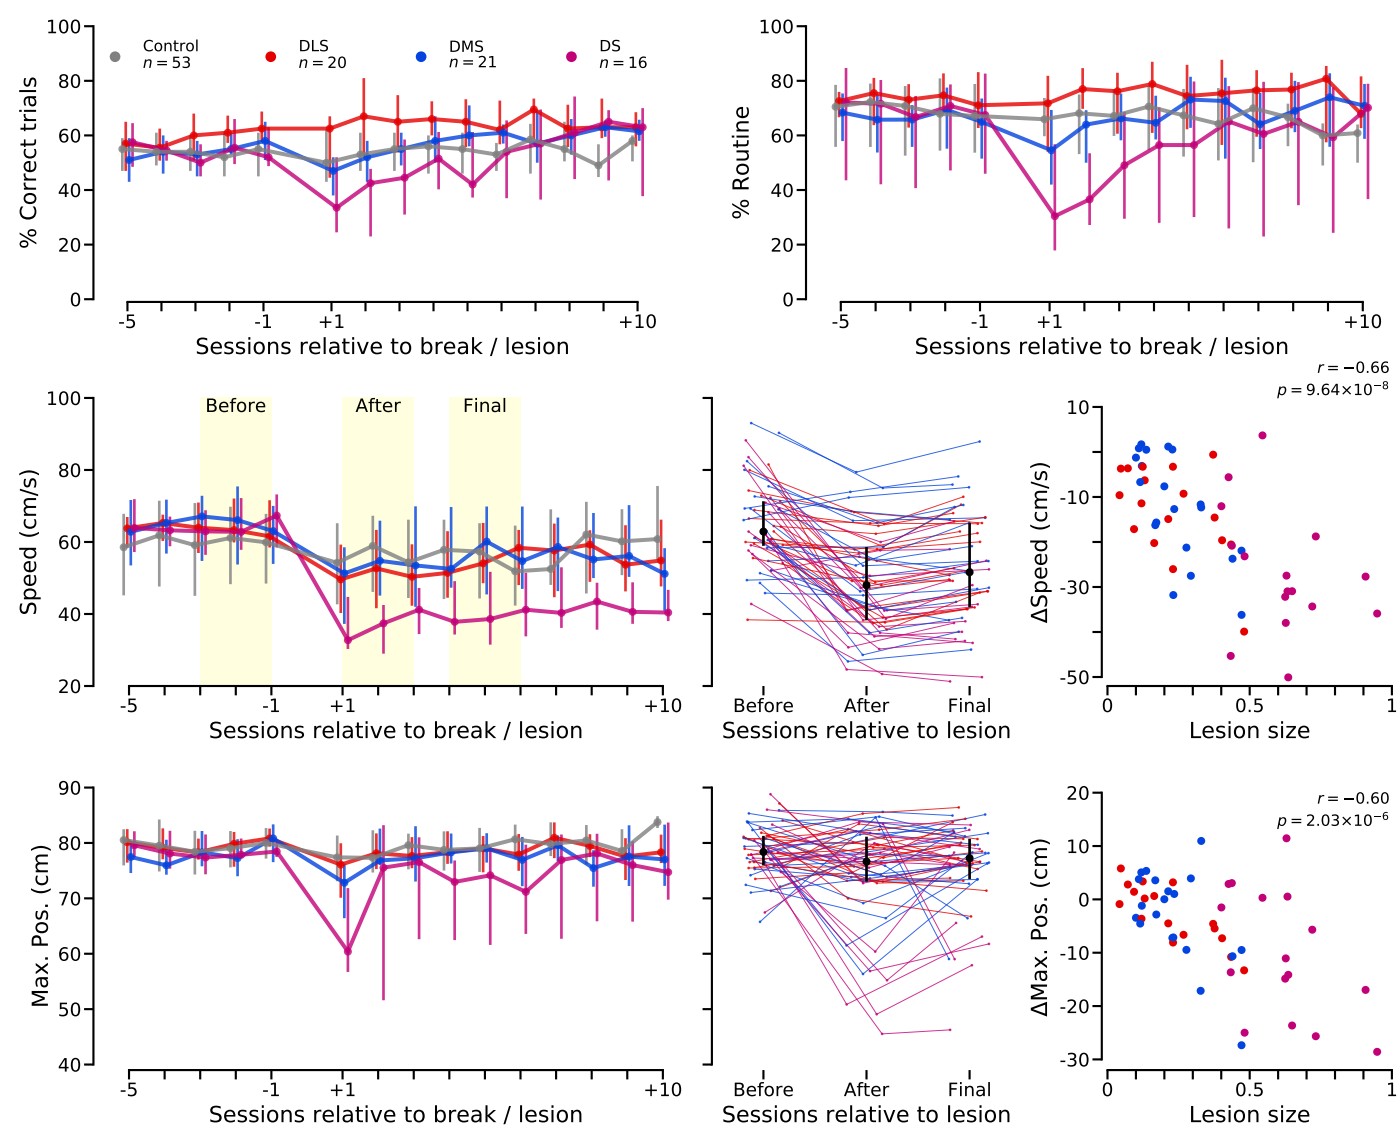 100
80
60
40
20
0
% Correct trials
Control
n = 53
DLS
n = 20
DMS
n = 21
DS
n = 16
-5
-1
+1
+10
Sessions relative to break / lesion
100
80
60
40
20
0
% Routine
-5
-1
+1
+10
Sessions relative to break / lesion
100
80
60
40
20
Speed (cm/s)
Before
After
Final
-5
-1
+1
+10
Sessions relative to break / lesion
Before
After
Final
Sessions relative to lesion
r = −0.66
p = 9.64×10⁻⁸
10
-10
-30
-50
ΔSpeed (cm/s)
0
0.5
1
Lesion size
90
80
70
60
50
40
Max. Pos. (cm)
-5
-1
+1
+10
Sessions relative to break / lesion
Before
After
Final
Sessions relative to lesion
r = −0.60
p = 2.03×10⁻⁶
20
10
0
-10
-20
-30
ΔMax. Pos. (cm)
0
0.5
1
Lesion size